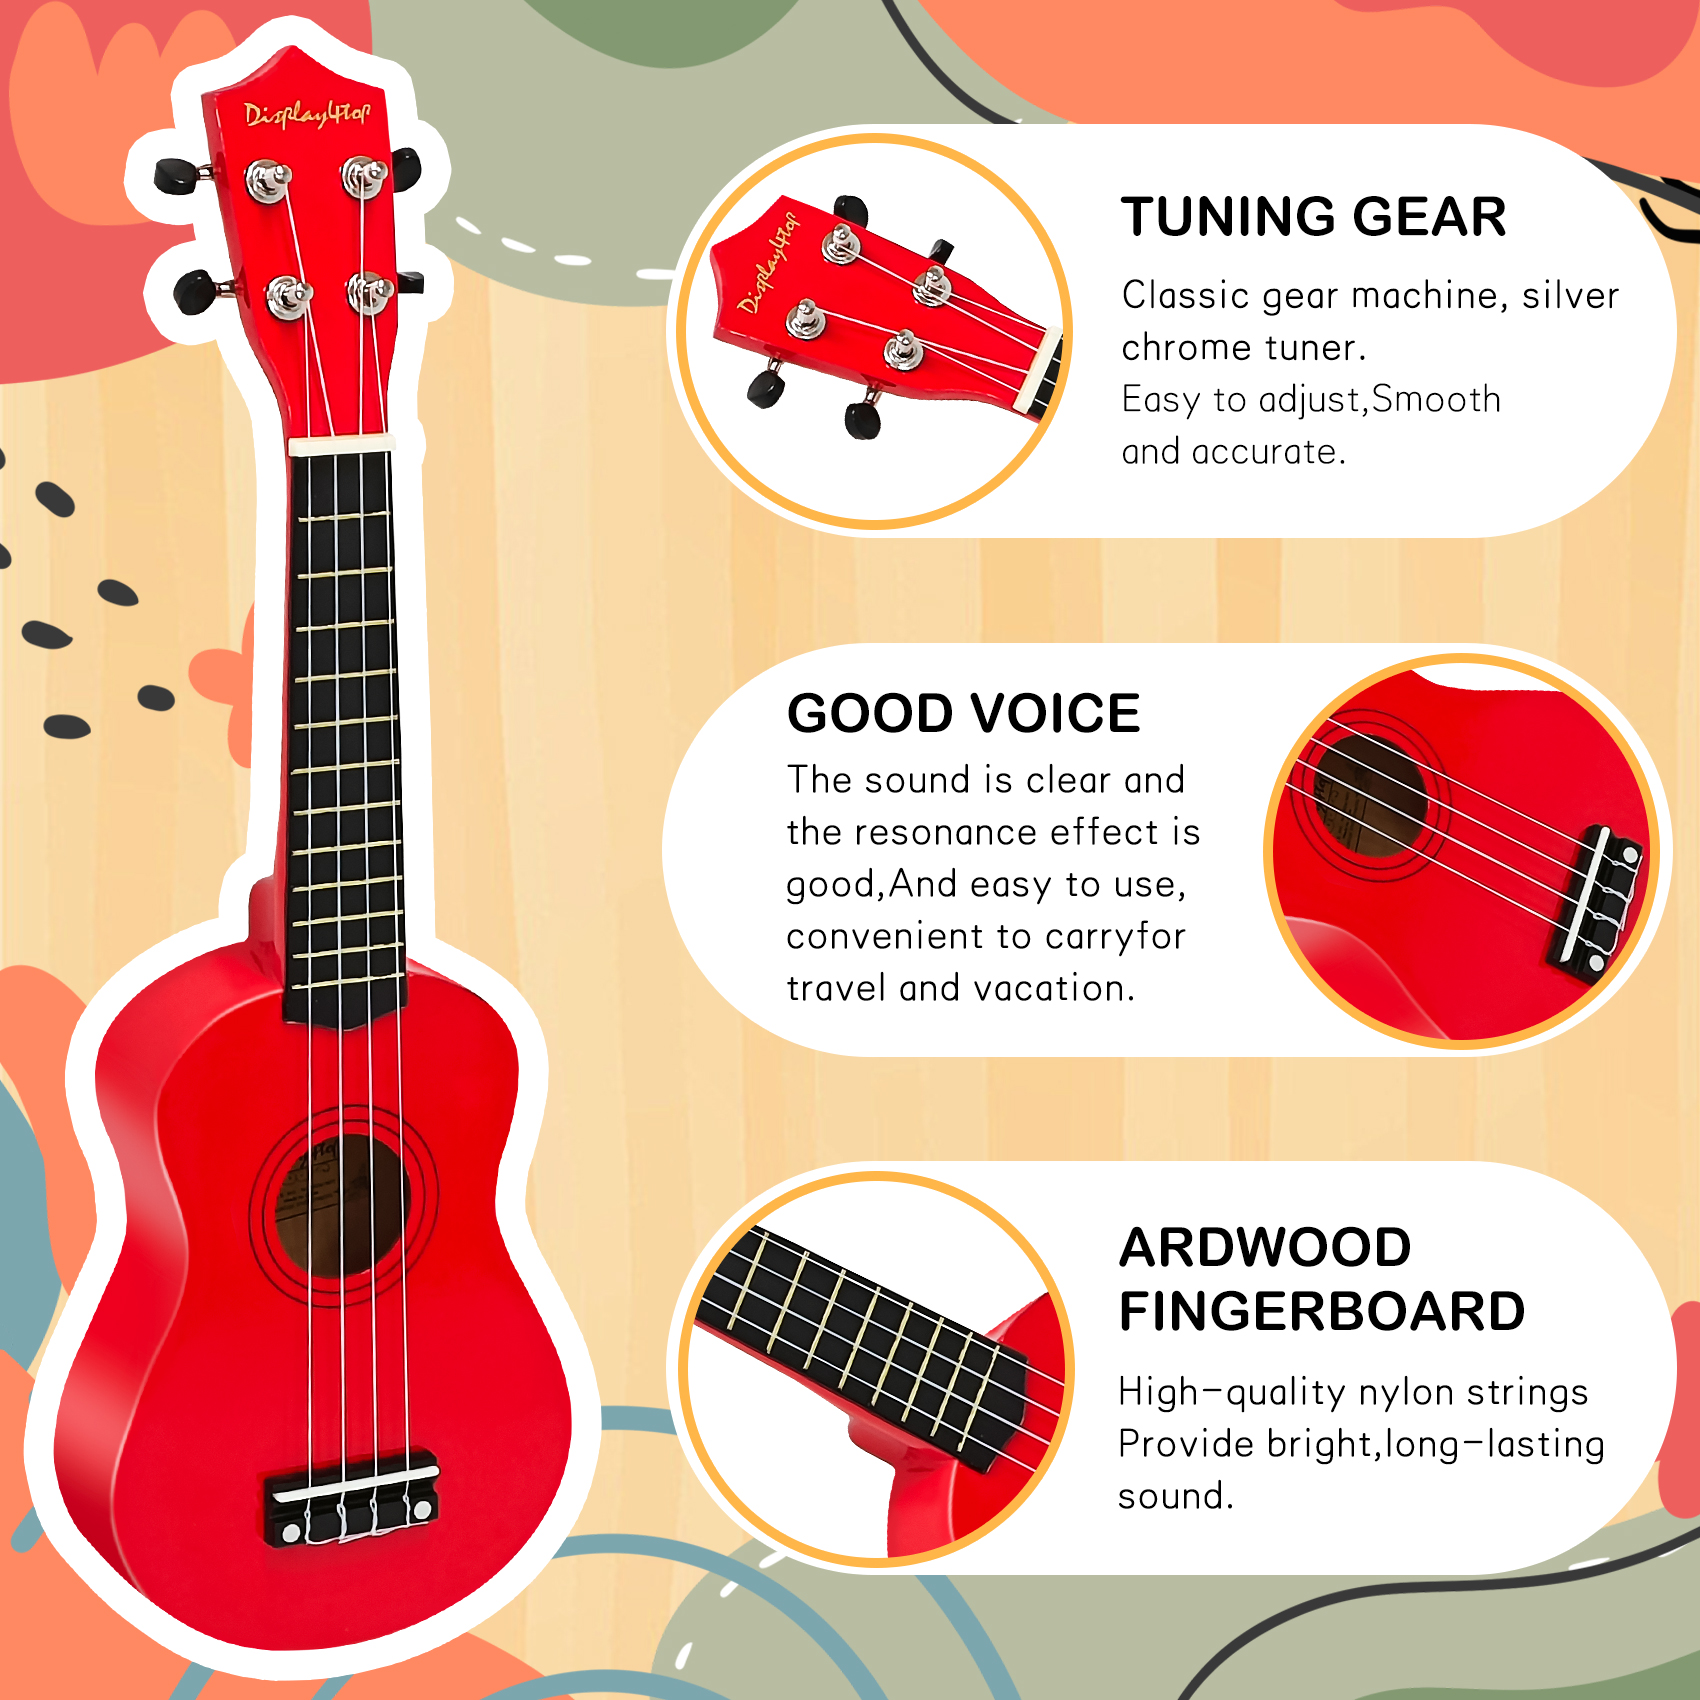 Display4top
TUNING GEAR
Classic gear machine, silver
chrome tuner.
Easy to adjust,Smooth
and accurate.
Display4top
GOOD VOICE
The sound is clear and
the resonance effect is
good,And easy to use,
convenient to carryfor
travel and vacation.
ARDWOOD
FINGERBOARD
High-quality nylon strings
Provide bright,long-lasting
sound.